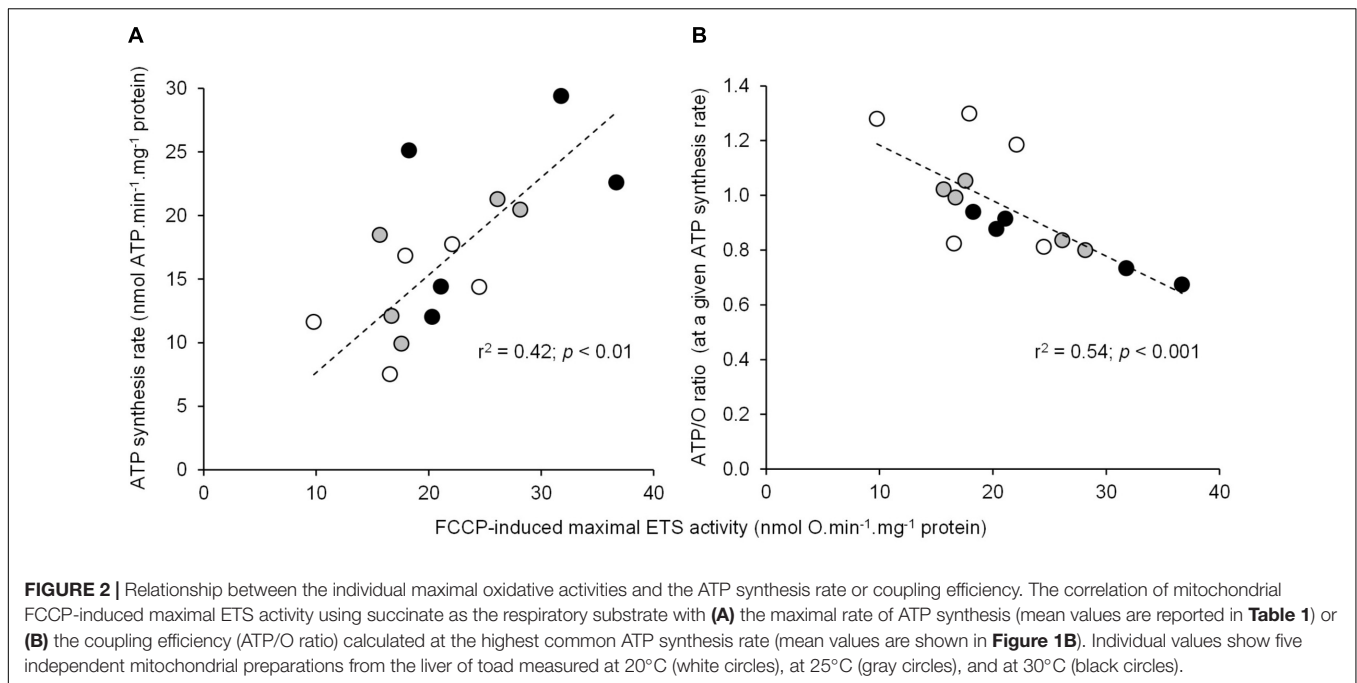 A
B
ATP synthesis rate (nmol ATP.min⁻¹.mg⁻¹ protein)
30
25
20
15
10
5
0
r² = 0.42; p < 0.01
0 10 20 30 40
ATP/O ratio (at a given ATP synthesis rate)
1.4
1.2
1.0
0.8
0.6
0.4
0.2
0.0
r² = 0.54; p < 0.001
0 10 20 30 40
FCCP-induced maximal ETS activity (nmol O.min⁻¹.mg⁻¹ protein)
FIGURE 2 | Relationship between the individual maximal oxidative activities and the ATP synthesis rate or coupling efficiency. The correlation of mitochondrial
FCCP-induced maximal ETS activity using succinate as the respiratory substrate with (A) the maximal rate of ATP synthesis (mean values are reported in Table 1) or
(B) the coupling efficiency (ATP/O ratio) calculated at the highest common ATP synthesis rate (mean values are shown in Figure 1B). Individual values show five
independent mitochondrial preparations from the liver of toad measured at 20°C (white circles), at 25°C (gray circles), and at 30°C (black circles).